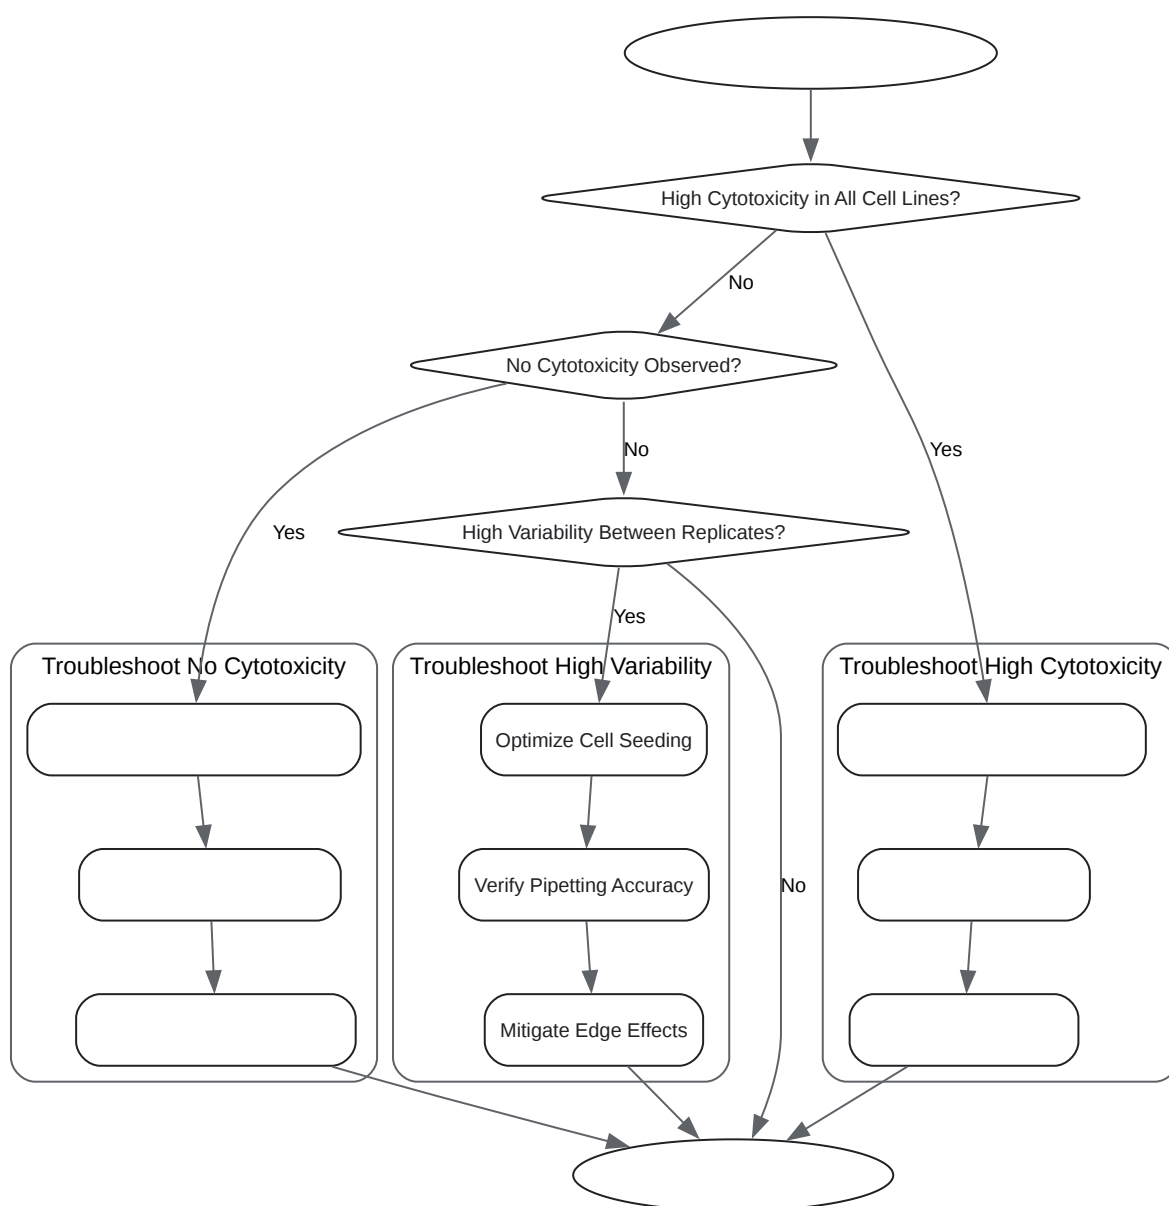 High Cytotoxicity in All Cell Lines?
No
No Cytotoxicity Observed?
No
Yes
Yes
High Variability Between Replicates?
Yes
Troubleshoot No Cytotoxicity
Troubleshoot High Variability
Troubleshoot High Cytotoxicity
Optimize Cell Seeding
Verify Pipetting Accuracy
No
Mitigate Edge Effects